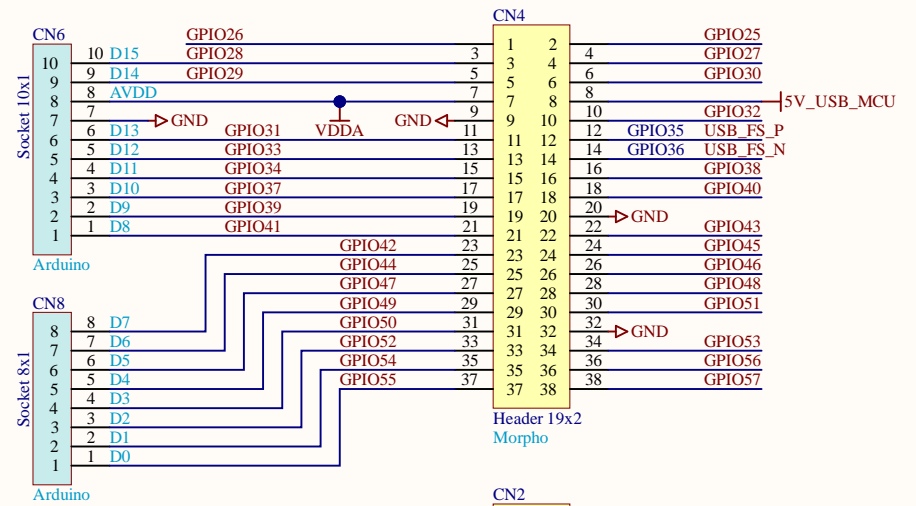 CN4
CN6 GPIO26 1 2 GPIO25
10 10 D15 GPIO28 3 3 4 4 GPIO27
9 9 D14 GPIO29 5 5 6 6 GPIO30
8 8 AVDD 7 7 8 8 5V_USB_MCU
7 7 GND VDDA GND 9 9 10 10 GPIO32
6 6 D13 GPIO31 11 11 12 12 GPIO35 USB_FS_P
5 5 D12 GPIO33 13 13 14 14 GPIO36 USB_FS_N
4 4 D11 GPIO34 15 15 16 16 GPIO38
3 3 D10 GPIO37 17 17 18 18 GPIO40
2 2 D9 GPIO39 19 19 20 20 GND
1 1 D8 GPIO41 21 21 22 22 GPIO43
Socket 10x1
Arduino
GPIO42 23 23 24 24 GPIO45
GPIO44 25 25 26 26 GPIO46
GPIO47 27 27 28 28 GPIO48
CN8 GPIO49 29 29 30 30 GPIO51
8 8 D7 GPIO50 31 31 32 32 GND
7 7 D6 GPIO52 33 33 34 34 GPIO53
6 6 D5 GPIO54 35 35 36 36 GPIO56
5 5 D4 GPIO55 37 37 38 38 GPIO57
4 4 D3
3 3 D2
2 2 D1
1 1 D0
Socket 8x1
Arduino
Header 19x2
Morpho
CN2